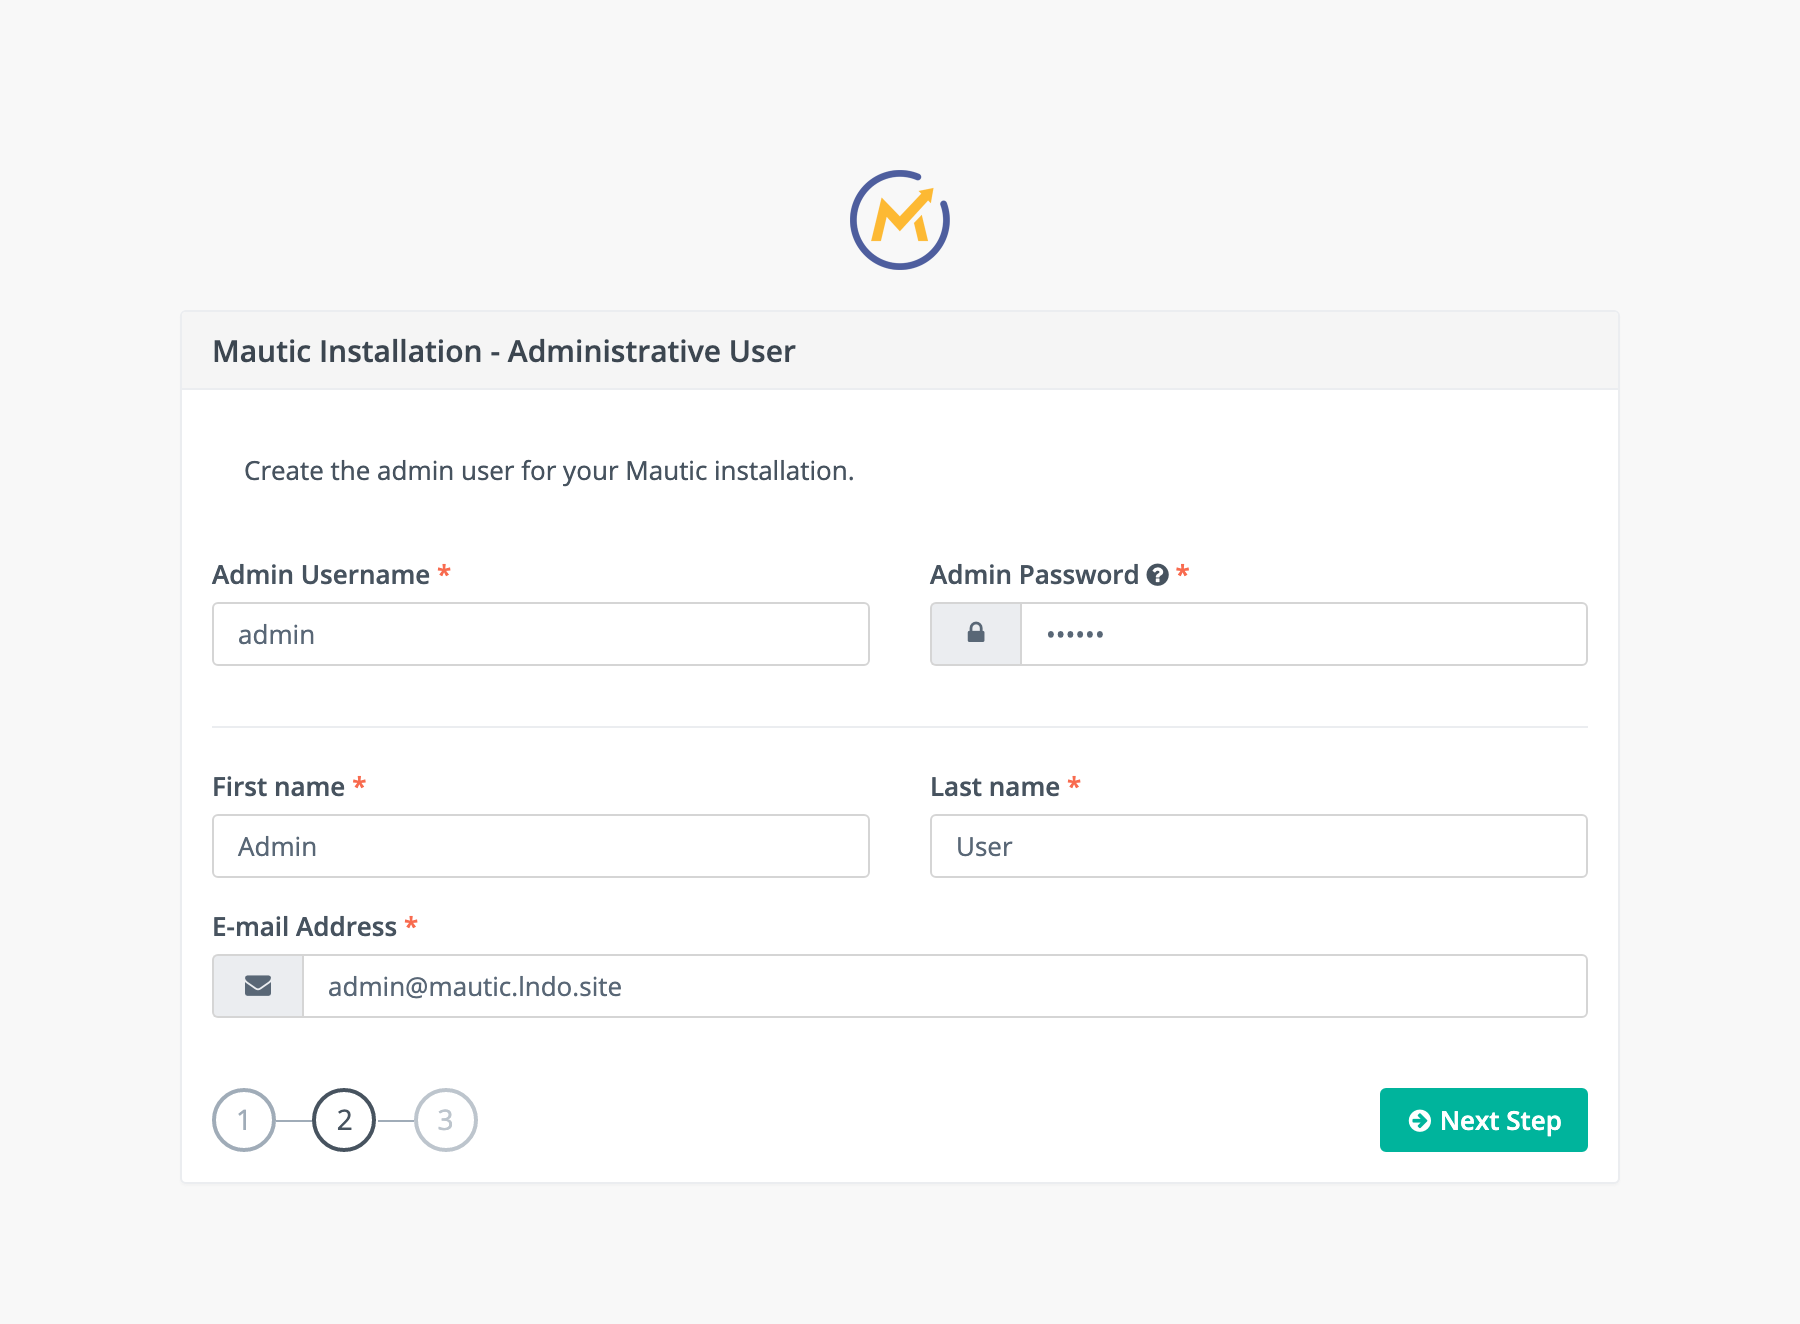 Mautic Installation - Administrative User
Create the admin user for your Mautic installation.
Admin Username *
Admin Password ? *
admin
••••••
First name *
Last name *
Admin
User
E-mail Address *
admin@mautic.lndo.site
1
2
3
Next Step